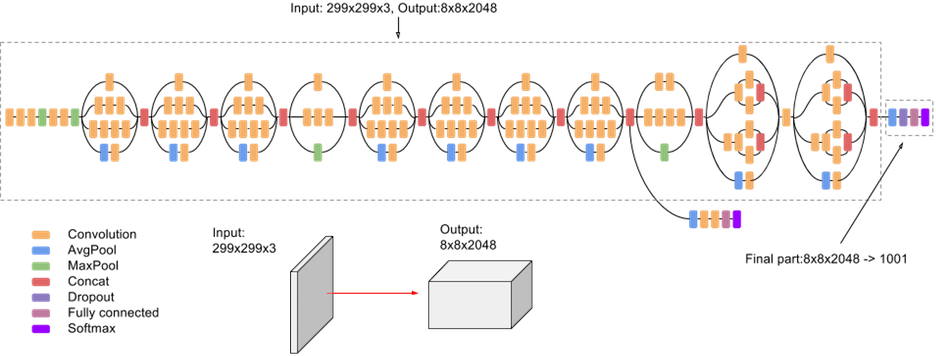 Input: 299x299x3, Output:8x8x2048
Convolution
AvgPool
MaxPool
Concat
Dropout
Fully connected
Softmax
Input:
299x299x3
Output:
8x8x2048
Final part:8x8x2048 -> 1001